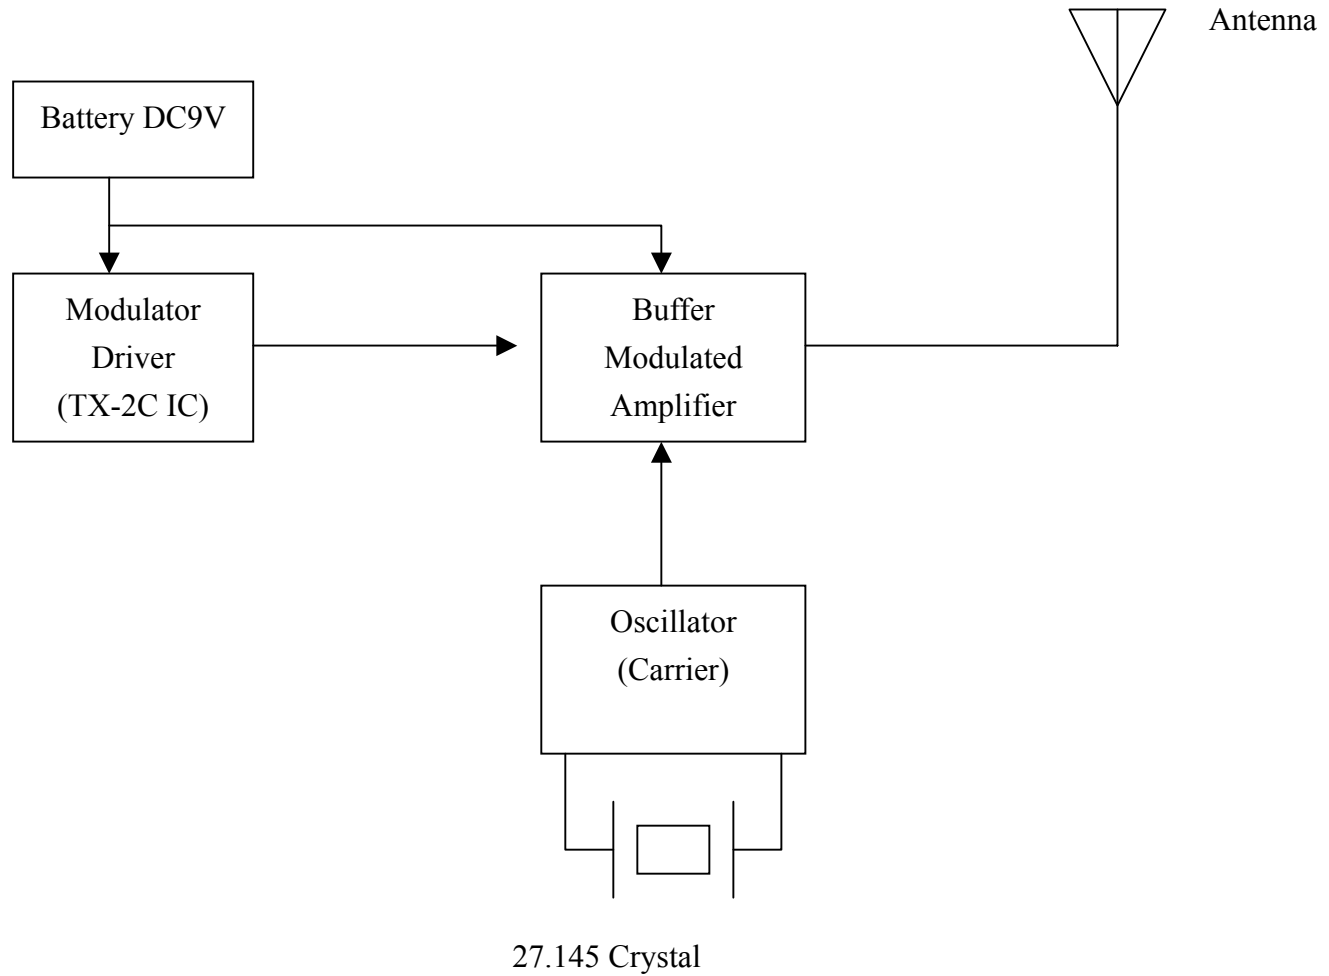 Antenna
Battery DC9V
Modulator
Driver
(TX-2C IC)
Buffer
Modulated
Amplifier
Oscillator
(Carrier)
27.145 Crystal